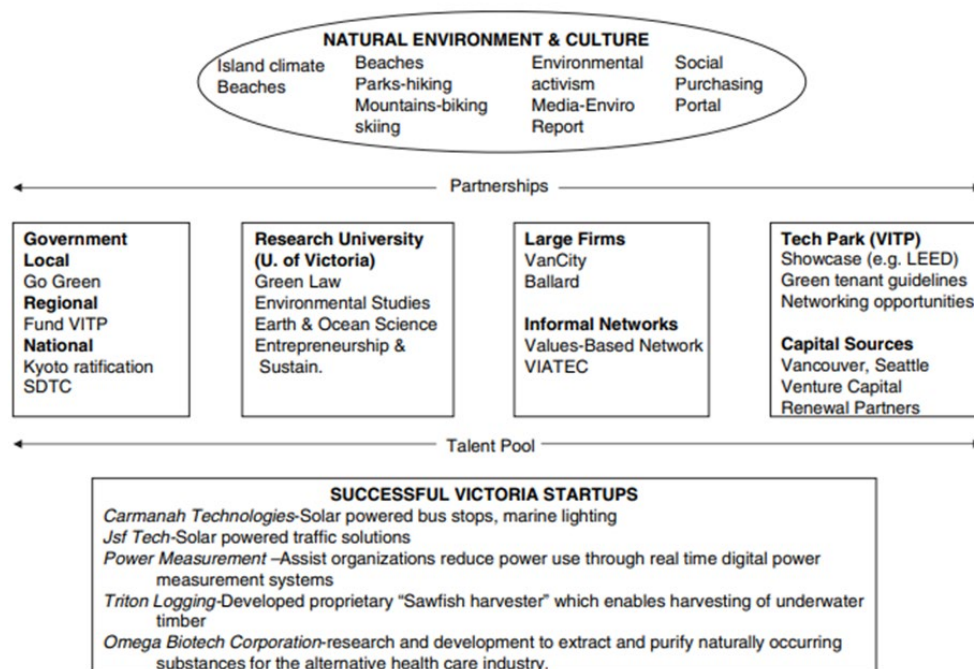 NATURAL ENVIRONMENT & CULTURE
Island climate
Beaches
Beaches
Parks-hiking
Mountains-biking
skiing
Environmental
activism
Media-Enviro
Report
Social
Purchasing
Portal
Partnerships
Government
Local
Go Green
Regional
Fund VITP
National
Kyoto ratification
SDTC
Research University
(U. of Victoria)
Green Law
Environmental Studies
Earth & Ocean Science
Entrepreneurship &
Sustain.
Large Firms
VanCity
Ballard
Informal Networks
Values-Based Network
VIATEC
Tech Park (VITP)
Showcase (e.g. LEED)
Green tenant guidelines
Networking opportunities
Capital Sources
Vancouver, Seattle
Venture Capital
Renewal Partners
Talent Pool
SUCCESSFUL VICTORIA STARTUPS
Carmanah Technologies-Solar powered bus stops, marine lighting
Jsf Tech-Solar powered traffic solutions
Power Measurement –Assist organizations reduce power use through real time digital power
measurement systems
Triton Logging-Developed proprietary “Sawfish harvester” which enables harvesting of underwater
timber
Omega Biotech Corporation-research and development to extract and purify naturally occurring
substances for the alternative health care industry.